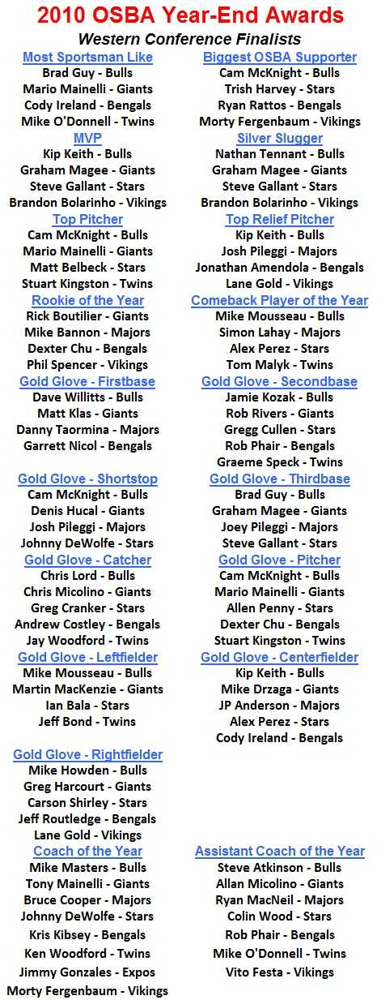 2010 OSBA Year-End Awards
Western Conference Finalists
Most Sportsman Like
Brad Guy - Bulls
Mario Mainelli - Giants
Cody Ireland - Bengals
Mike O'Donnell - Twins
Biggest OSBA Supporter
Cam McKnight - Bulls
Trish Harvey - Stars
Ryan Rattos - Bengals
Morty Fergenbaum - Vikings
MVP
Kip Keith - Bulls
Graham Magee - Giants
Steve Gallant - Stars
Brandon Bolarinho - Vikings
Silver Slugger
Nathan Tennant - Bulls
Graham Magee - Giants
Steve Gallant - Stars
Brandon Bolarinho - Vikings
Top Pitcher
Cam McKnight - Bulls
Mario Mainelli - Giants
Matt Belbeck - Stars
Stuart Kingston - Twins
Top Relief Pitcher
Kip Keith - Bulls
Josh Pileggi - Majors
Jonathan Amendola - Bengals
Lane Gold - Vikings
Rookie of the Year
Rick Boutilier - Giants
Mike Bannon - Majors
Dexter Chu - Bengals
Phil Spencer - Vikings
Comeback Player of the Year
Mike Mousseau - Bulls
Simon Lahay - Majors
Alex Perez - Stars
Tom Malyk - Twins
Gold Glove - Firstbase
Dave Willitts - Bulls
Matt Klas - Giants
Danny Taormina - Majors
Garrett Nicol - Bengals
Gold Glove - Secondbase
Jamie Kozak - Bulls
Rob Rivers - Giants
Gregg Cullen - Stars
Rob Phair - Bengals
Graeme Speck - Twins
Gold Glove - Shortstop
Cam McKnight - Bulls
Denis Hucal - Giants
Josh Pileggi - Majors
Johnny DeWolfe - Stars
Gold Glove - Thirdbase
Brad Guy - Bulls
Graham Magee - Giants
Joey Pileggi - Majors
Steve Gallant - Stars
Gold Glove - Catcher
Chris Lord - Bulls
Chris Micolino - Giants
Greg Cranker - Stars
Andrew Costley - Bengals
Jay Woodford - Twins
Gold Glove - Pitcher
Cam McKnight - Bulls
Mario Mainelli - Giants
Allen Penny - Stars
Dexter Chu - Bengals
Stuart Kingston - Twins
Gold Glove - Leftfielder
Mike Mousseau - Bulls
Martin MacKenzie - Giants
Ian Bala - Stars
Jeff Bond - Twins
Gold Glove - Centerfielder
Kip Keith - Bulls
Mike Drzaga - Giants
JP Anderson - Majors
Alex Perez - Stars
Cody Ireland - Bengals
Gold Glove - Rightfielder
Mike Howden - Bulls
Greg Harcourt - Giants
Carson Shirley - Stars
Jeff Routledge - Bengals
Lane Gold - Vikings
Coach of the Year
Mike Masters - Bulls
Tony Mainelli - Giants
Bruce Cooper - Majors
Johnny DeWolfe - Stars
Kris Kibsey - Bengals
Ken Woodford - Twins
Jimmy Gonzales - Expos
Morty Fergenbaum - Vikings
Assistant Coach of the Year
Steve Atkinson - Bulls
Allan Micolino - Giants
Ryan MacNeil - Majors
Colin Wood - Stars
Rob Phair - Bengals
Mike O'Donnell - Twins
Vito Festa - Vikings